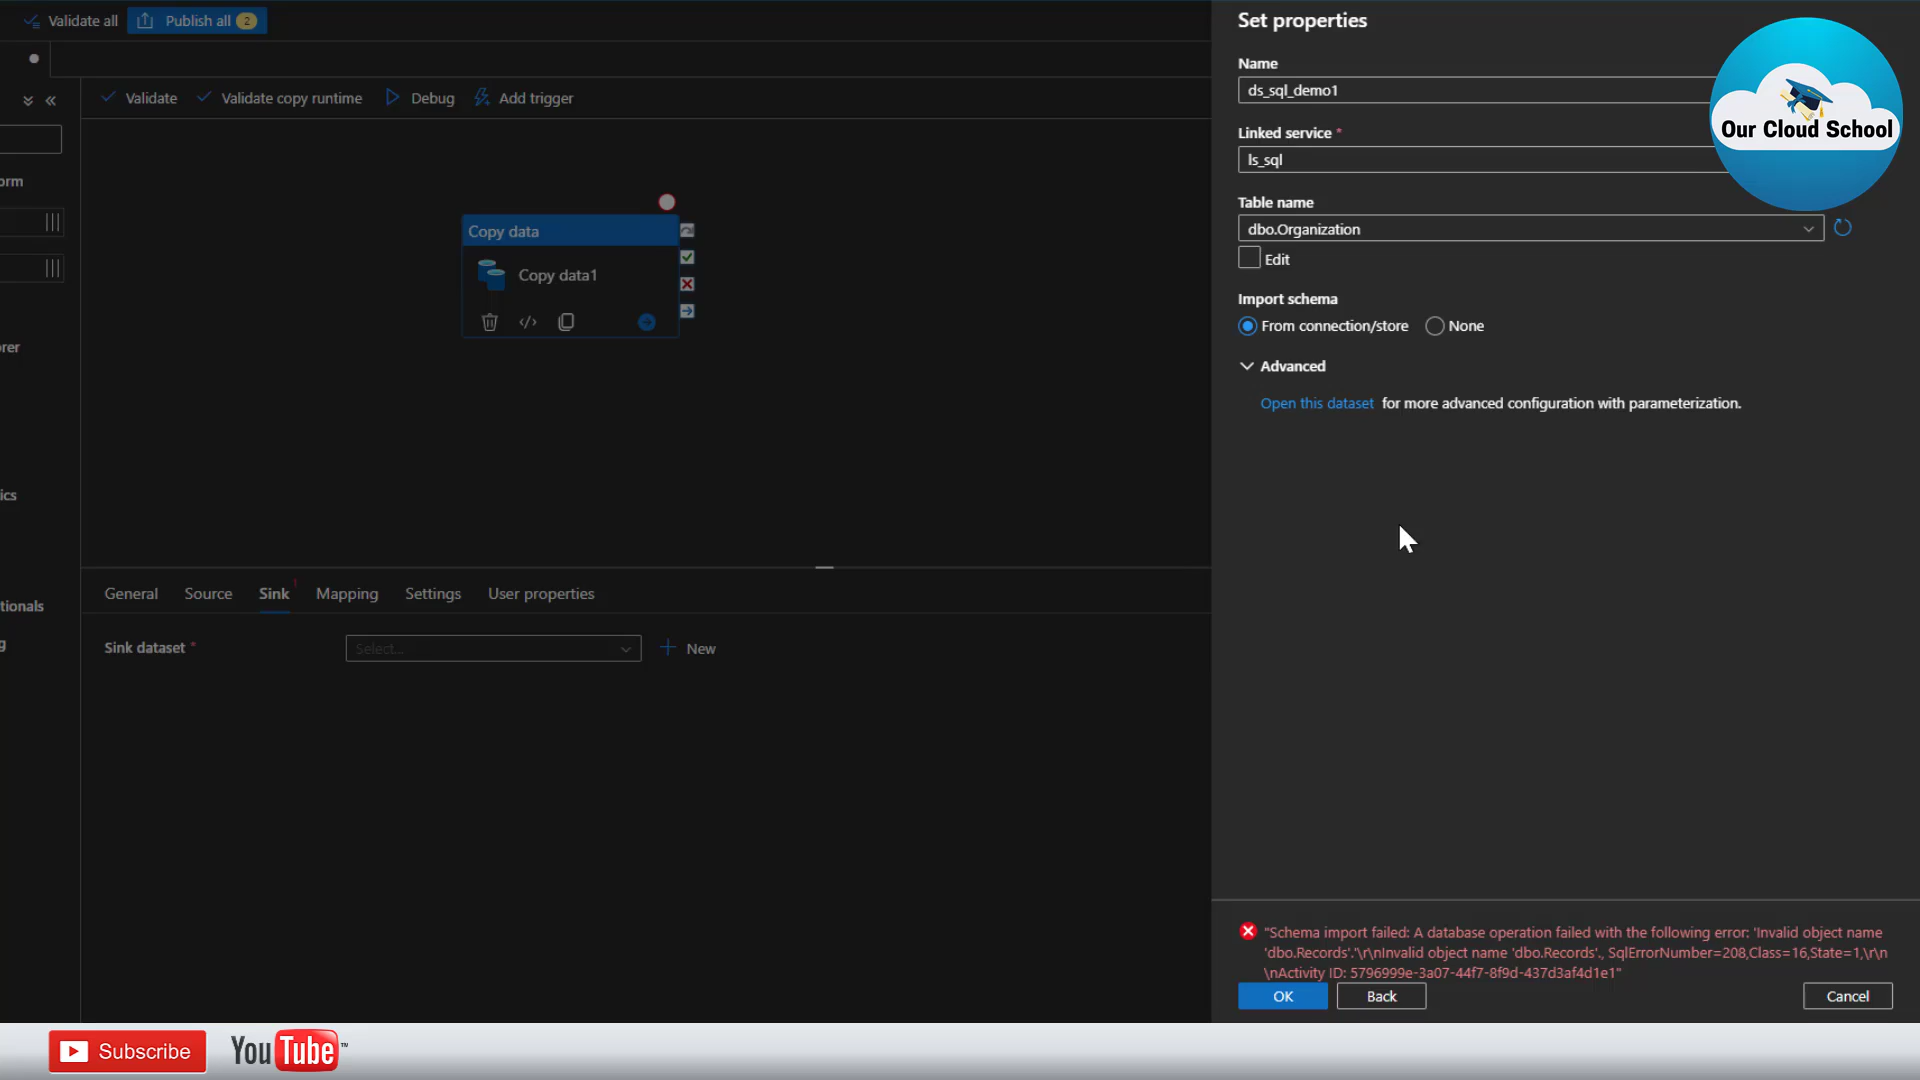 Validate all
Publish all
2
Validate
Validate copy runtime
Debug
Add trigger
orm
rer
ics
tionals
g
Copy data
Copy data1
General
Source
Sink
1
Mapping
Settings
User properties
Sink dataset *
Select...
New
Set properties
Name
ds_sql_demo1
Linked service *
ls_sql
Table name
dbo.Organization
Edit
Import schema
From connection/store
None
Advanced
Open this dataset for more advanced configuration with parameterization.
"Schema import failed: A database operation failed with the following error: 'Invalid object name
'dbo.Records'.'\r\nInvalid object name 'dbo.Records'., SqlErrorNumber=208,Class=16,State=1,\r\n
\nActivity ID: 5796999e-3a07-44f7-8f9d-437d3af4d1e1"
OK
Back
Cancel
Our Cloud School
Subscribe
YouTube™